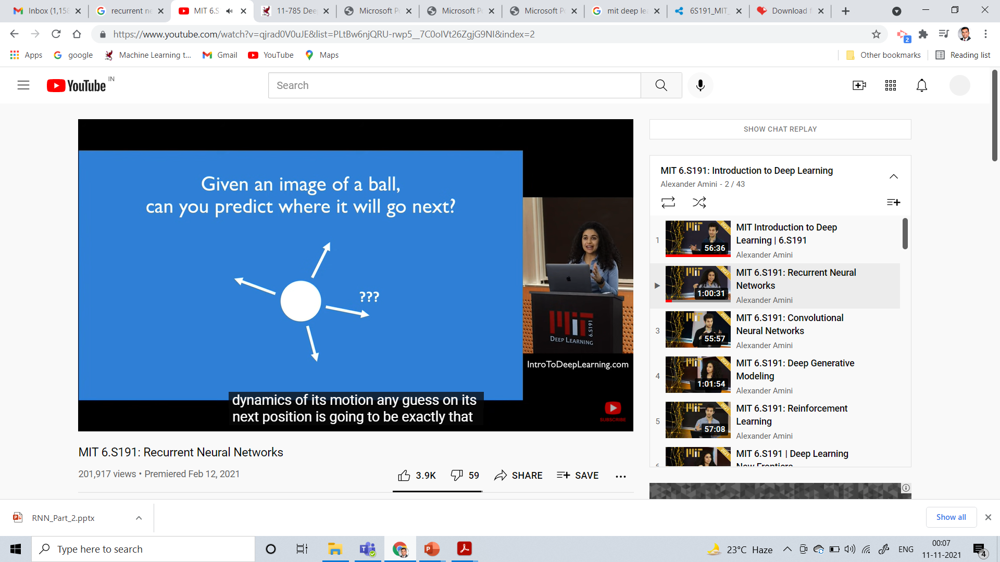 Inbox (1,158
recurrent ne
MIT 6.S
11-785 Dee
Microsoft P
Microsoft Po
Microsoft Po
mit deep le
6S191_MIT_
Download f
https://www.youtube.com/watch?v=qjrad0V0uJE&list=PLtBw6njQRU-rwp5__7C0oIVt26ZgjG9NI&index=2
2
Apps
google
Machine Learning t...
Gmail
YouTube
Maps
Other bookmarks
Reading list
YouTube IN
Search
Given an image of a ball,
can you predict where it will go next?
???
MIT 6.S191
DEEP LEARNING
IntroToDeepLearning.com
SUBSCRIBE
dynamics of its motion any guess on its
next position is going to be exactly that
MIT 6.S191: Recurrent Neural Networks
201,917 views • Premiered Feb 12, 2021
3.9K
59
SHARE
SAVE
SHOW CHAT REPLAY
MIT 6.S191: Introduction to Deep Learning
Alexander Amini - 2 / 43
1
56:36
MIT Introduction to Deep
Learning | 6.S191
Alexander Amini
1:00:31
MIT 6.S191: Recurrent Neural
Networks
Alexander Amini
3
55:57
MIT 6.S191: Convolutional
Neural Networks
Alexander Amini
4
1:01:54
MIT 6.S191: Deep Generative
Modeling
Alexander Amini
5
57:08
MIT 6.S191: Reinforcement
Learning
Alexander Amini
6
MIT 6.S191 | Deep Learning
New Frontiers
RNN_Part_2.pptx
Show all
Type here to search
23°C Haze
ENG
00:07
11-11-2021
4